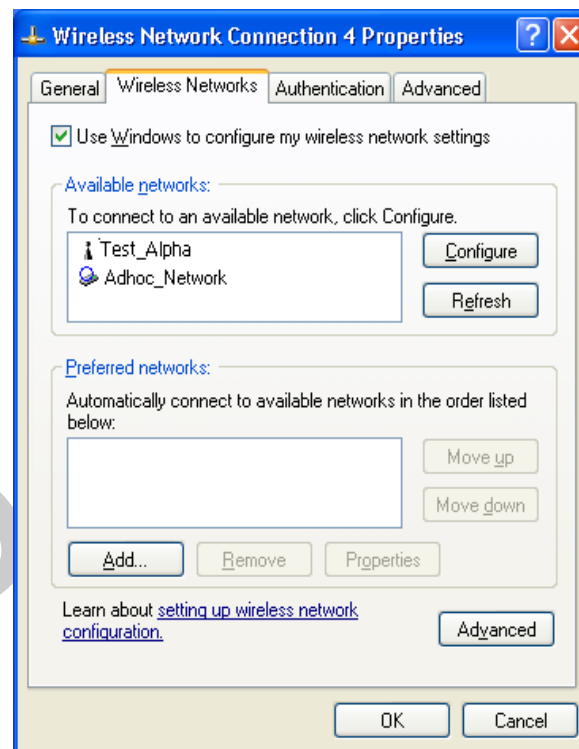 Wireless Network Connection 4 Properties
General Wireless Networks Authentication Advanced
Use Windows to configure my wireless network settings
Available networks:
To connect to an available network, click Configure.
Test_Alpha
Configure
Adhoc_Network
Refresh
Preferred networks:
Automatically connect to available networks in the order listed
below:
Move up
Move down
Add... Remove Properties
Learn about setting up wireless network
configuration.
Advanced
OK Cancel